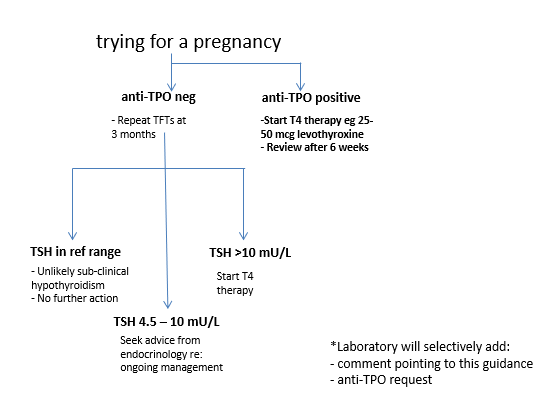 trying for a pregnancy
anti-TPO neg
- Repeat TFTs at
3 months
anti-TPO positive
-Start T4 therapy eg 25-
50 mcg levothyroxine
- Review after 6 weeks
TSH in ref range
- Unlikely sub-clinical
hypothyroidism
- No further action
TSH >10 mU/L
Start T4
therapy
TSH 4.5 – 10 mU/L
Seek advice from
endocrinology re:
ongoing management
*Laboratory will selectively add:
- comment pointing to this guidance
- anti-TPO request